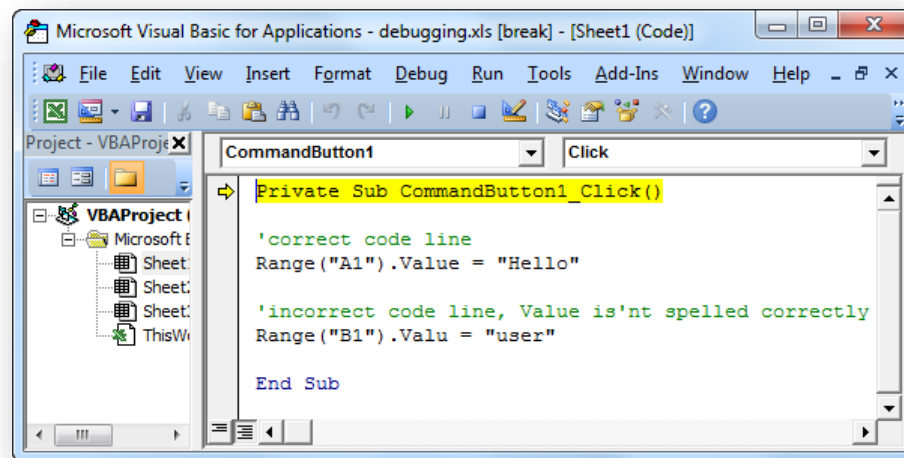 Microsoft Visual Basic for Applications - debugging.xls [break] - [Sheet1 (Code)]
File Edit View Insert Format Debug Run Tools Add-Ins Window Help
Project - VBAProje
CommandButton1 Click
Private Sub CommandButton1_Click()
VBAProject (
Microsoft E
'correct code line
Sheet1
Range("A1").Value = "Hello"
Sheet2
Sheet3
'incorrect code line, Value is'nt spelled correctly
ThisWo
Range("B1").Valu = "user"
End Sub